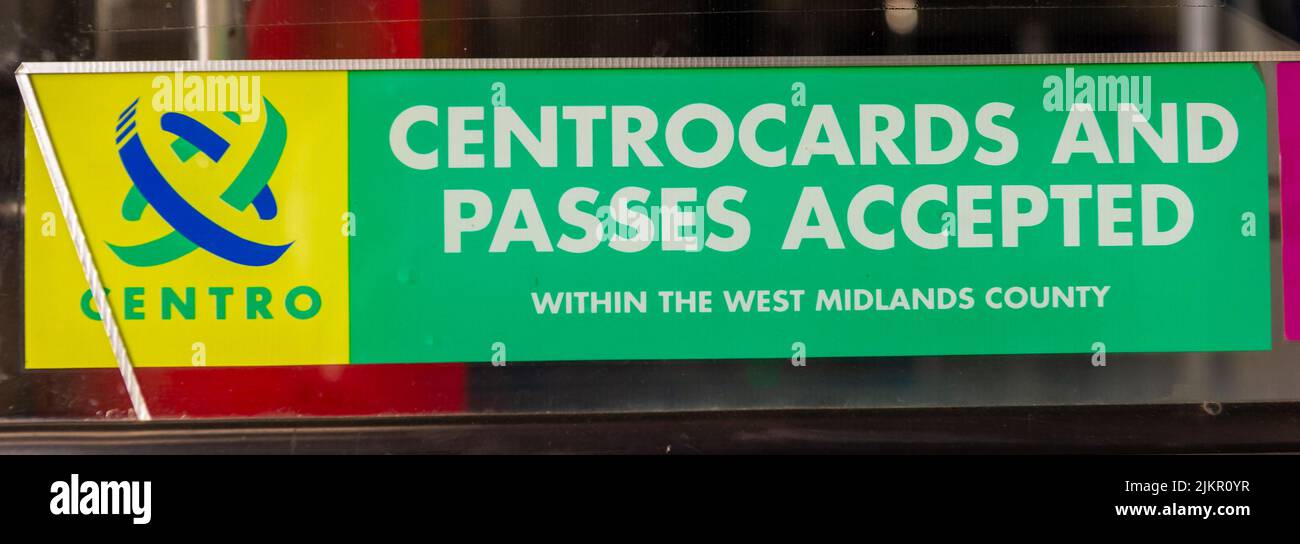 CENTROCARDS AND
PASSES ACCEPTED
WITHIN THE WEST MIDLANDS COUNTY
CENTRO
alamy
alamy
Image ID: 2JKR0YR
www.alamy.com